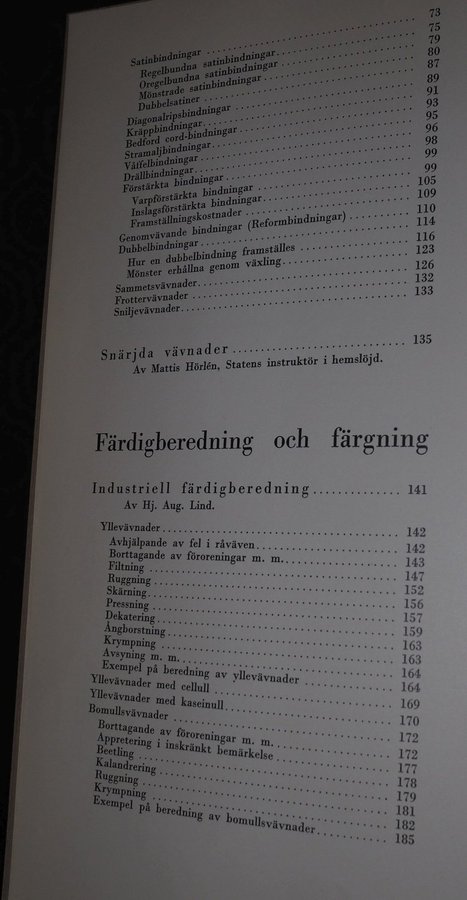 Satinbindningar ........ 73
Regelbundna satinbindningar ........ 75
Oregelbundna satinbindningar ........ 79
Mönstrade satinbindningar ........ 80
Dubbelsatiner ........ 87
Diagonalripsbindningar ........ 89
Kräppbindningar ........ 91
Bedford cord-bindningar ........ 93
Stramaljbindningar ........ 95
Våffelbindningar ........ 96
Drällbindningar ........ 98
Förstärkta bindningar ........ 99
Varpförstärkta bindningar ........ 99
Inslagsförstärkta bindningar ........ 105
Framställningskostnader ........ 109
Genomvävande bindningar (Reformbindningar) ........ 110
Dubbelbindningar ........ 114
Hur en dubbelbindning framställes ........ 116
Mönster erhållna genom växling ........ 123
Sammetsvävnader ........ 126
Frottervävnader ........ 132
Sniljevävnader ........ 133
Snärjda vävnader ........ 135
Av Mattis Hörlén, Statens instruktör i hemslöjd.
Färdigberedning och färgning
Industriell färdigberedning ........ 141
Av Hj. Aug. Lind.
Yllevävnader ........ 142
Avhjälpande av fel i råväven ........ 142
Borttagande av föroreningar m. m. ........ 143
Filtning ........ 147
Ruggning ........ 152
Skärning ........ 156
Pressning ........ 157
Dekatering ........ 159
Ångborstning ........ 163
Krympning ........ 163
Avsyning m. m. ........ 164
Exempel på beredning av yllevävnader ........ 164
Yllevävnader med cellull ........ 169
Yllevävnader med kaseinull ........ 170
Bomullsvävnader ........ 172
Borttagande av föroreningar m. m. ........ 172
Appretering i inskränkt bemärkelse ........ 177
Beetling ........ 178
Kalandrering ........ 179
Ruggning ........ 181
Krympning ........ 182
Exempel på beredning av bomullsvävnader ........ 185